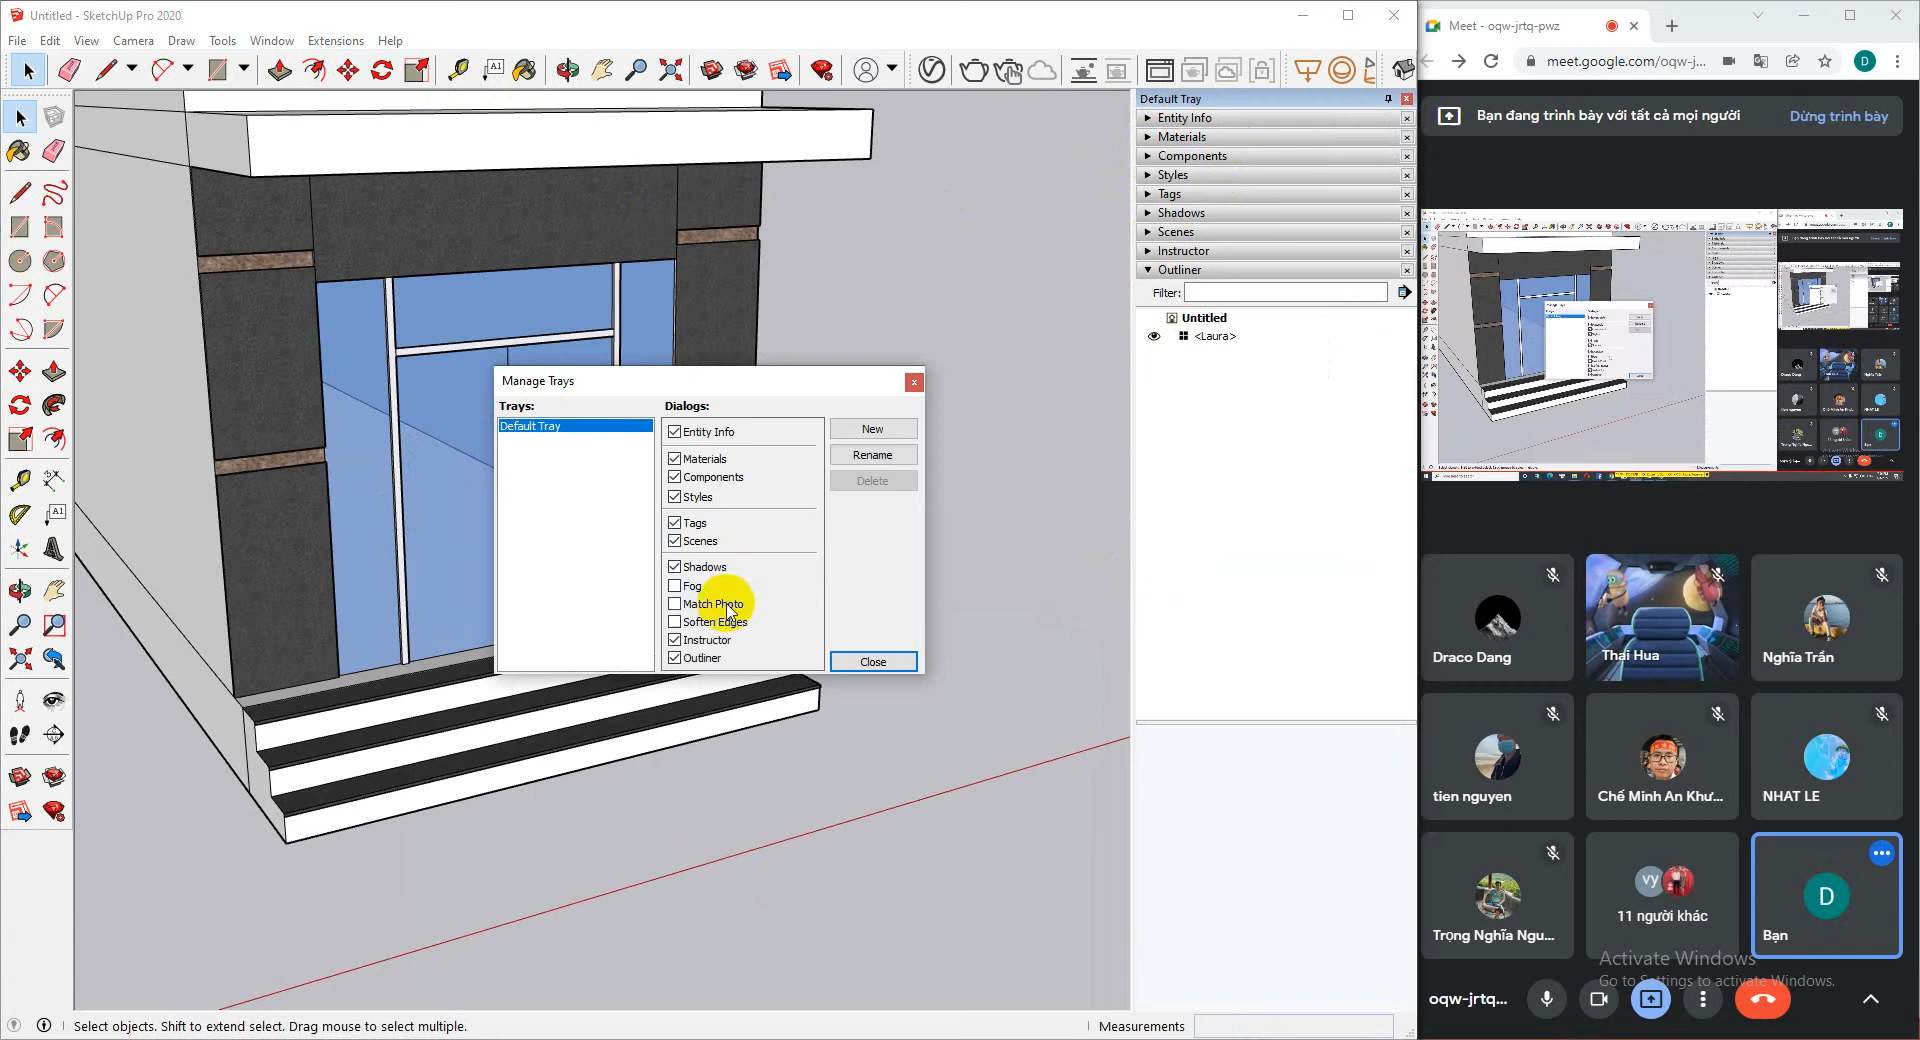 Untitled - SketchUp Pro 2020
File Edit View Camera Draw Tools Window Extensions Help
Default Tray
Entity Info
Materials
Components
Styles
Tags
Shadows
Scenes
Instructor
Outliner
Filter:
Untitled
<Laura>
Manage Trays
Trays:
Default Tray
Dialogs:
Entity Info
Materials
Components
Styles
Tags
Scenes
Shadows
Fog
Match Photo
Soften Edges
Instructor
Outliner
New
Rename
Delete
Close
A1
A1
Select objects. Shift to extend select. Drag mouse to select multiple.
Measurements
Meet - oqw-jrtq-pwz
meet.google.com/oqw-j...
D
Bạn đang trình bày với tất cả mọi người
Dừng trình bày
Draco Dang
Thai Hua
Nghĩa Trần
tien nguyen
Chế Minh An Khư...
NHAT LE
Trọng Nghĩa Ngu...
vy
11 người khác
D
Bạn
Activate Windows
Go to Settings to activate Windows.
oqw-jrtq...